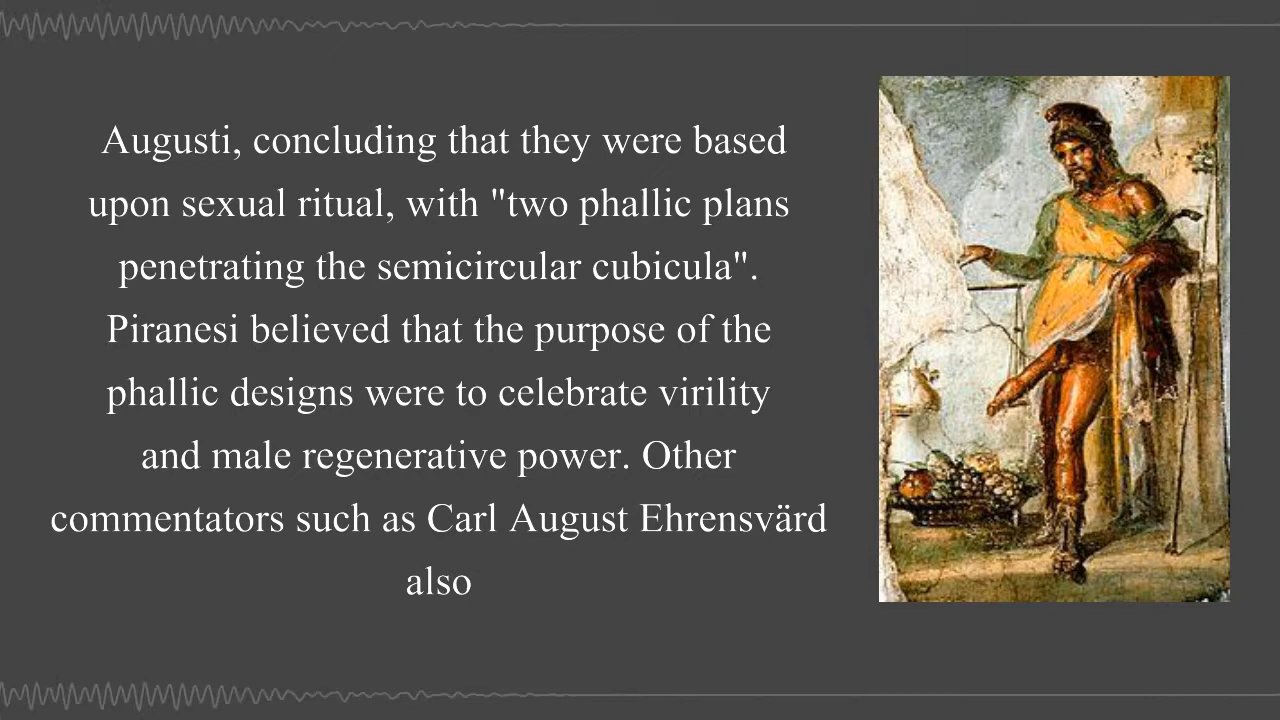 Augusti, concluding that they were based
upon sexual ritual, with "two phallic plans
penetrating the semicircular cubicula".
Piranesi believed that the purpose of the
phallic designs were to celebrate virility
and male regenerative power. Other
commentators such as Carl August Ehrensvärd
also